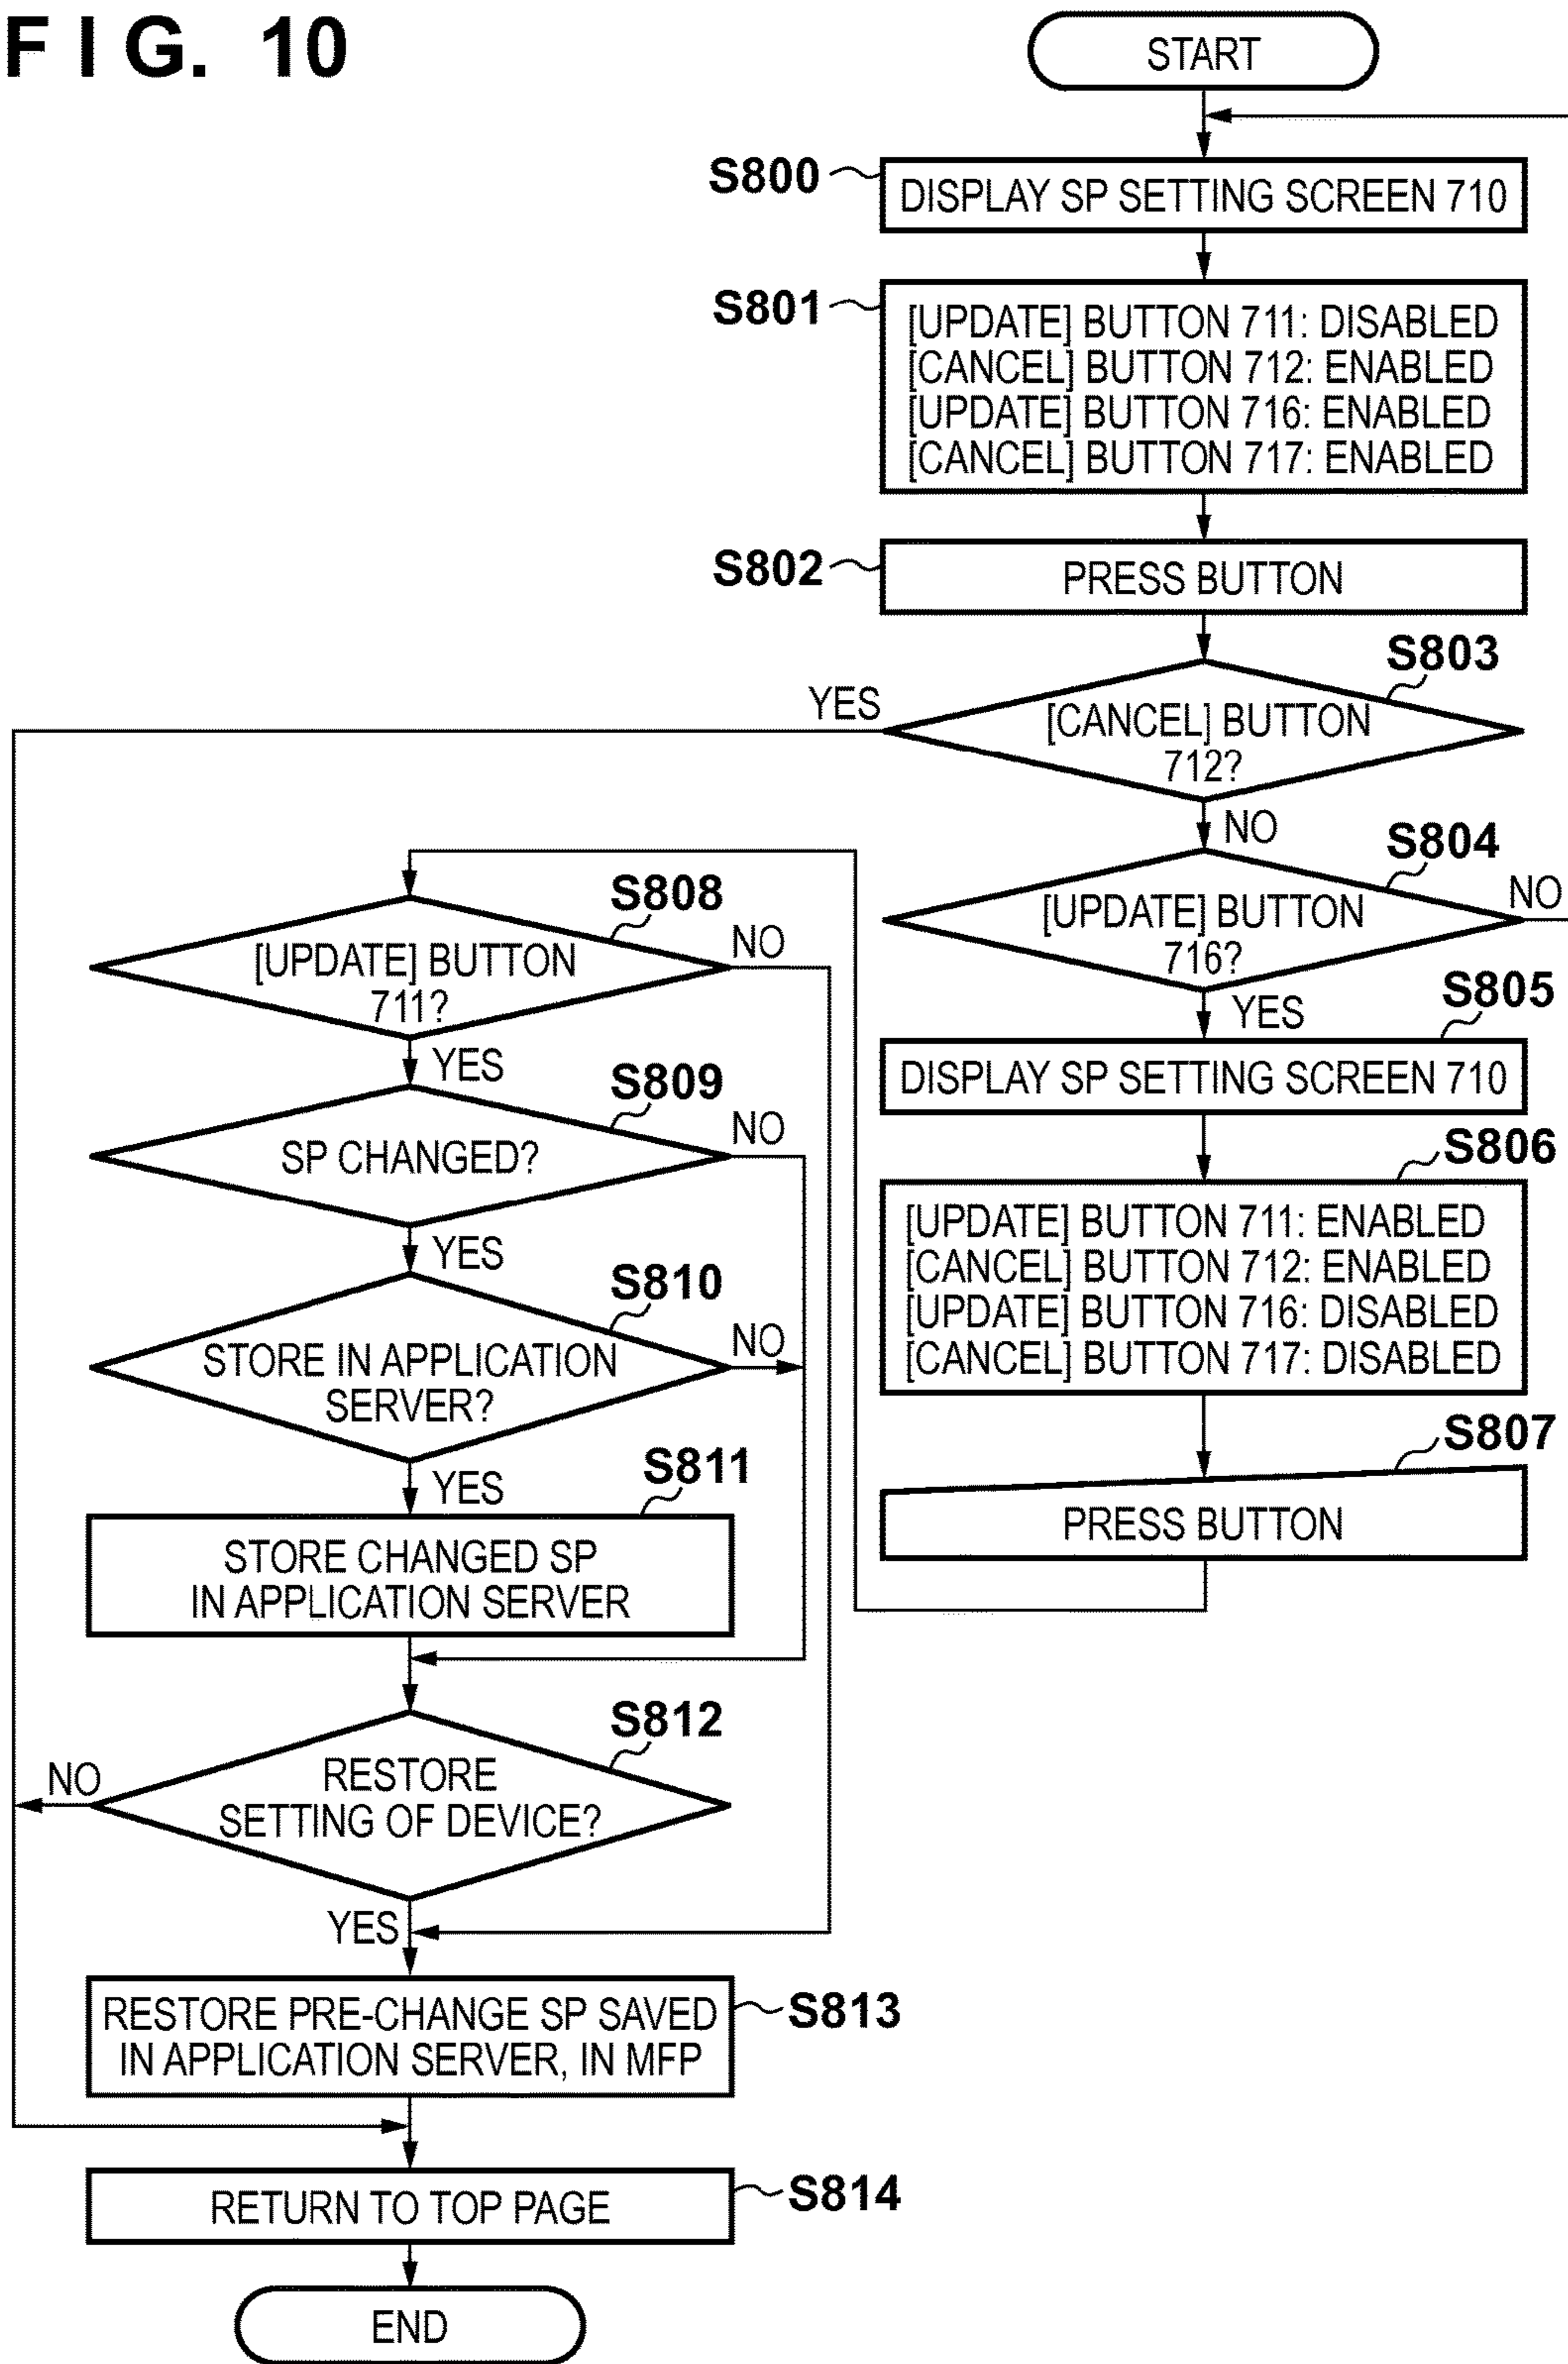 FIG. 10
START
S800
DISPLAY SP SETTING SCREEN 710
S801
[UPDATE] BUTTON 711: DISABLED
[CANCEL] BUTTON 712: ENABLED
[UPDATE] BUTTON 716: ENABLED
[CANCEL] BUTTON 717: ENABLED
S802
PRESS BUTTON
S803
YES
[CANCEL] BUTTON
712?
NO
S804
[UPDATE] BUTTON
716?
NO
YES
S805
DISPLAY SP SETTING SCREEN 710
S806
[UPDATE] BUTTON 711: ENABLED
[CANCEL] BUTTON 712: ENABLED
[UPDATE] BUTTON 716: DISABLED
[CANCEL] BUTTON 717: DISABLED
S807
PRESS BUTTON
S808
[UPDATE] BUTTON
711?
NO
YES
S809
SP CHANGED?
NO
YES
S810
STORE IN APPLICATION
SERVER?
NO
YES
S811
STORE CHANGED SP
IN APPLICATION SERVER
S812
RESTORE
SETTING OF DEVICE?
NO
YES
RESTORE PRE-CHANGE SP SAVED
IN APPLICATION SERVER, IN MFP
S813
RETURN TO TOP PAGE
S814
END